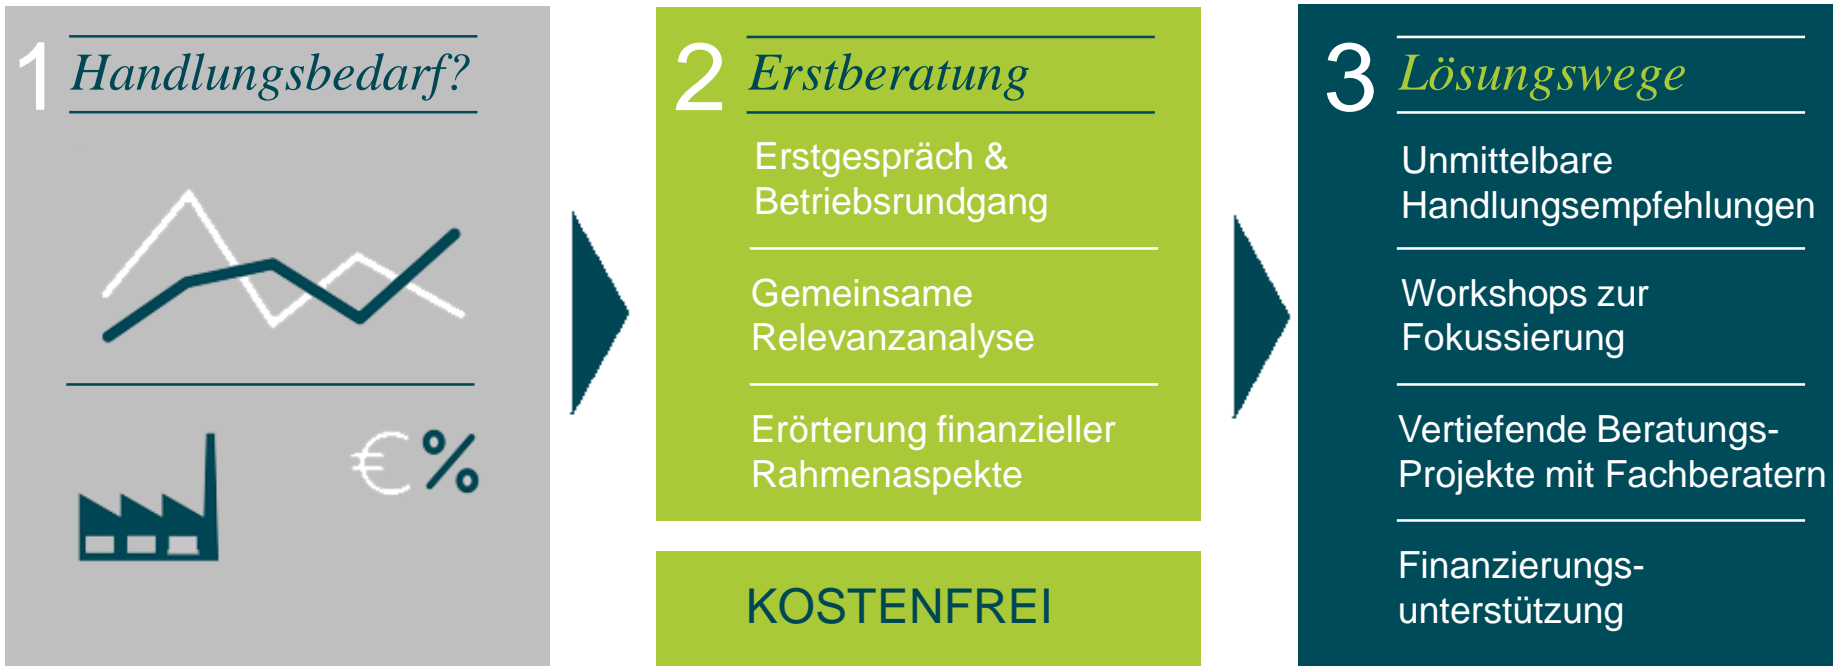 1 Handlungsbedarf?
€%
2 Erstberatung
Erstgespräch &
Betriebsrundgang
Gemeinsame
Relevanzanalyse
Erörterung finanzieller
Rahmenaspekte
KOSTENFREI
3 Lösungswege
Unmittelbare
Handlungsempfehlungen
Workshops zur
Fokussierung
Vertiefende Beratungs-
Projekte mit Fachberatern
Finanzierungs-
unterstützung